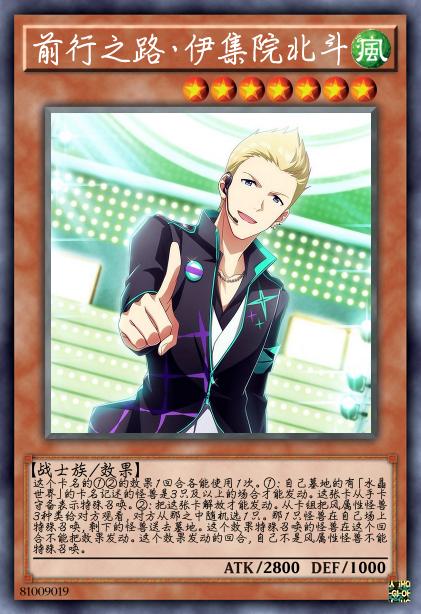 前行之路·伊集院北斗
風
【战士族/效果】
这个卡名的①②的效果1回合各能使用1次。①：自己墓地的有「水晶
世界」的卡名记述的怪兽是3只及以上的场合才能发动。这张卡从手卡
守备表示特殊召唤。②：把这张卡解放才能发动。从卡组把风属性怪兽
3种类给对方观看，对方从那之中随机选1只。那1只怪兽在自己场上
特殊召唤，剩下的怪兽送去墓地。这个效果特殊召唤的怪兽在这个回
合不能把效果发动。这个效果发动的回合，自己不是风属性怪兽不能
特殊召唤。
ATK/2800 DEF/1000
81009019